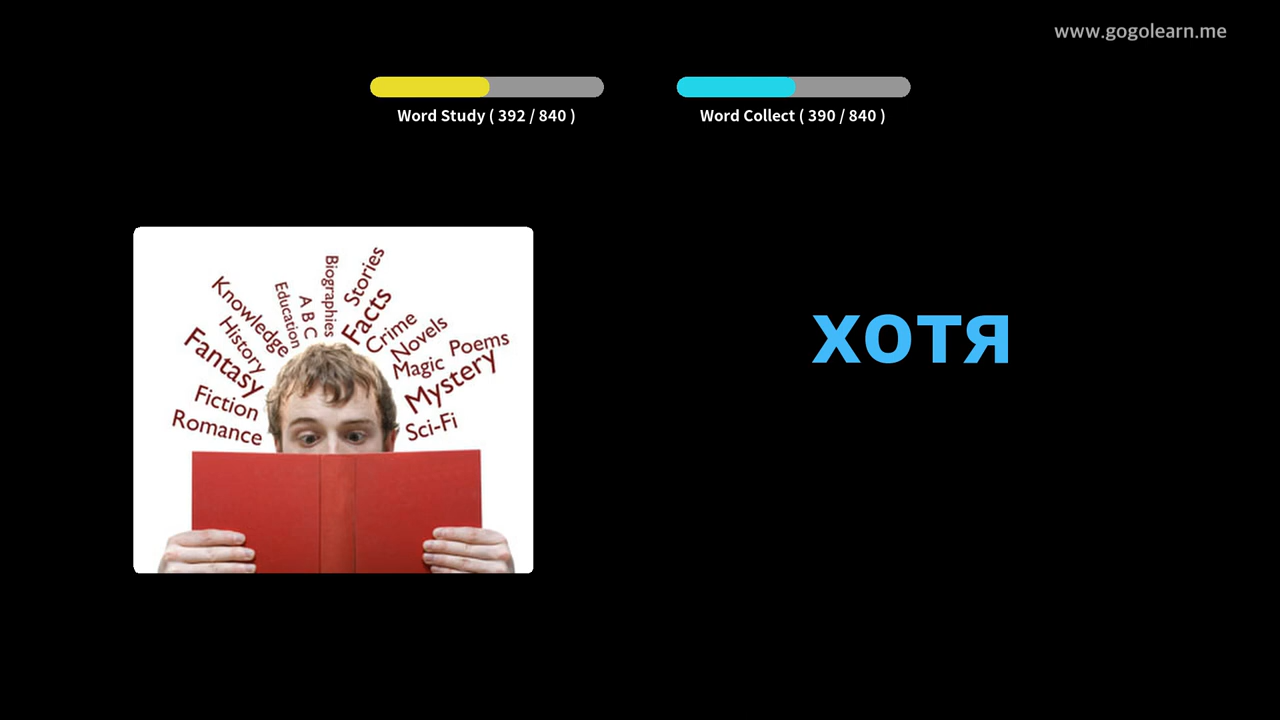 www.gogolearn.me
Word Study ( 392 / 840 )
Word Collect ( 390 / 840 )
хотя
Stories
Biographies
Facts
A B C
Education
Knowledge
Crime
History
Novels
Poems
Fantasy
Magic
Mystery
Fiction
Romance
Sci-Fi